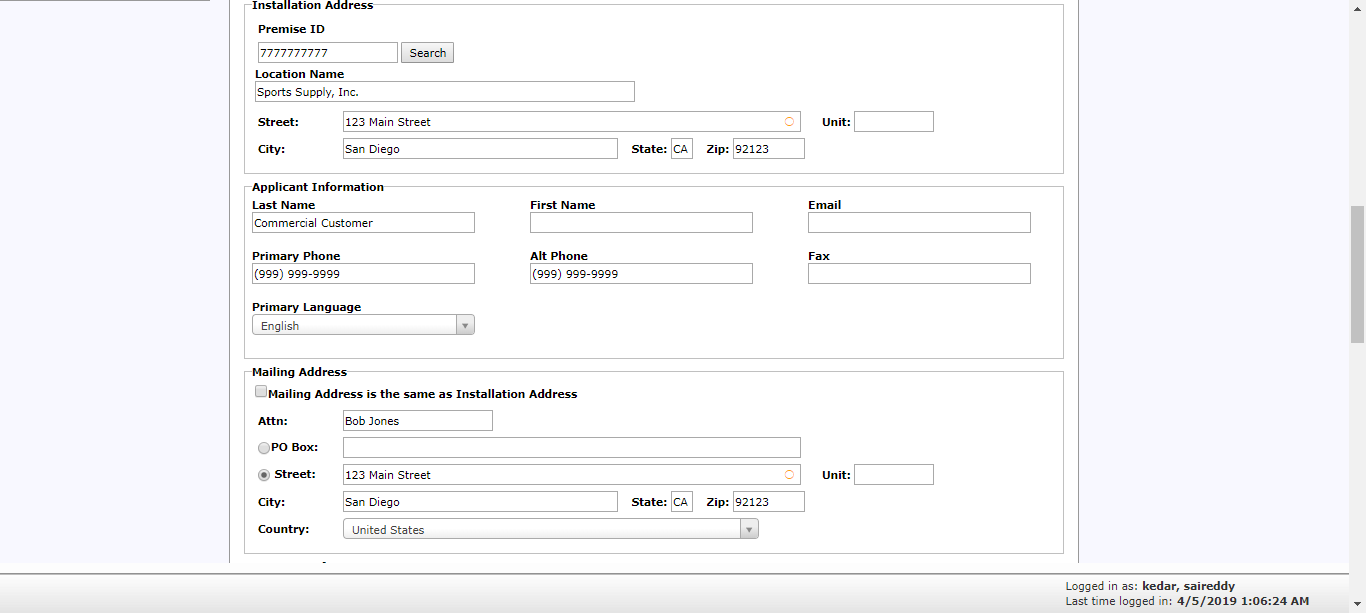 Installation Address
Premise ID
7777777777 Search
Location Name
Sports Supply, Inc.
Street: 123 Main Street Unit:
City: San Diego State: CA Zip: 92123
Applicant Information
Last Name First Name Email
Commercial Customer
Primary Phone Alt Phone Fax
(999) 999-9999 (999) 999-9999
Primary Language
English
Mailing Address
Mailing Address is the same as Installation Address
Attn: Bob Jones
PO Box:
Street: 123 Main Street Unit:
City: San Diego State: CA Zip: 92123
Country: United States
Logged in as: kedar, saireddy
Last time logged in: 4/5/2019 1:06:24 AM